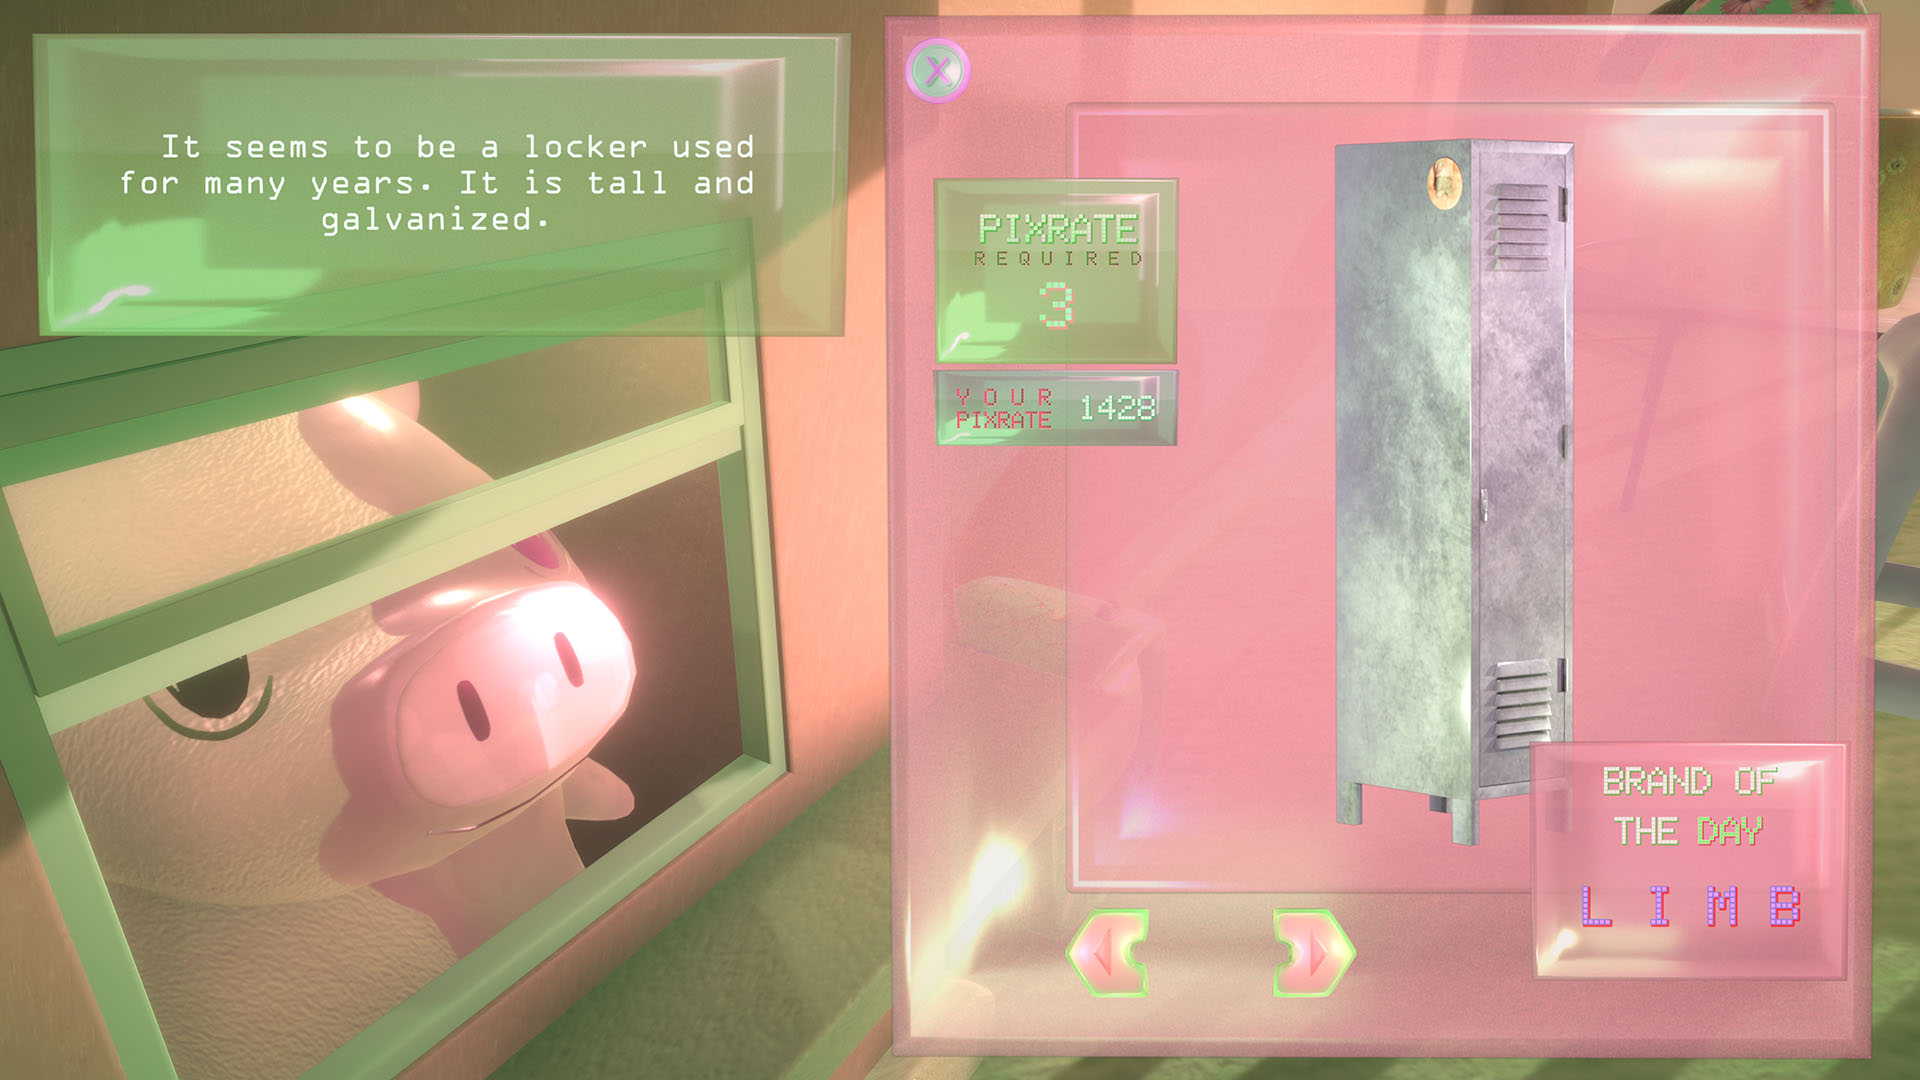 It seems to be a locker used
for many years. It is tall and
galvanized.
X
PIXRATE
REQUIRED
3
YOUR
PIXRATE
1428
BRAND OF
THE DAY
LIMB